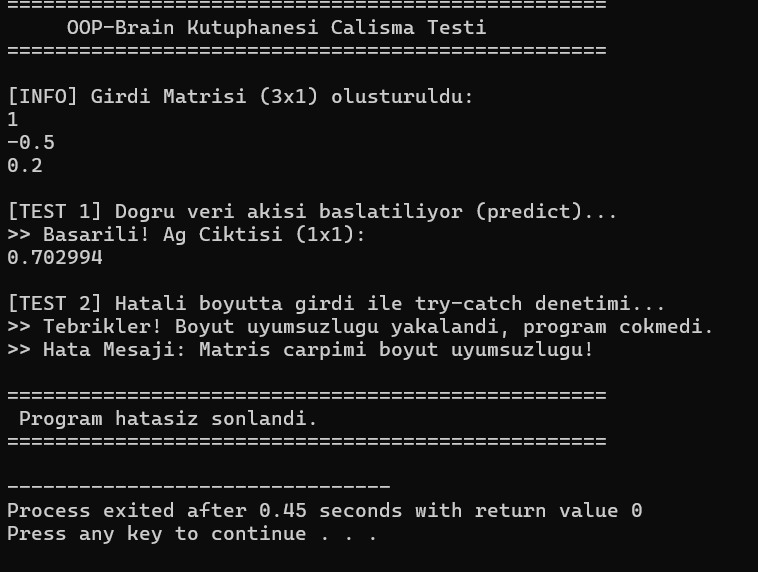 ==================================================
     OOP-Brain Kutuphanesi Calisma Testi
==================================================

[INFO] Girdi Matrisi (3x1) olusturuldu:
1
-0.5
0.2

[TEST 1] Dogru veri akisi baslatiliyor (predict)...
>> Basarili! Ag Ciktisi (1x1):
0.702994

[TEST 2] Hatali boyutta girdi ile try-catch denetimi...
>> Tebrikler! Boyut uyumsuzlugu yakalandi, program cokmedi.
>> Hata Mesaji: Matris carpimi boyut uyumsuzlugu!

==================================================
 Program hatasiz sonlandi.
==================================================

--------------------------------
Process exited after 0.45 seconds with return value 0
Press any key to continue . . .